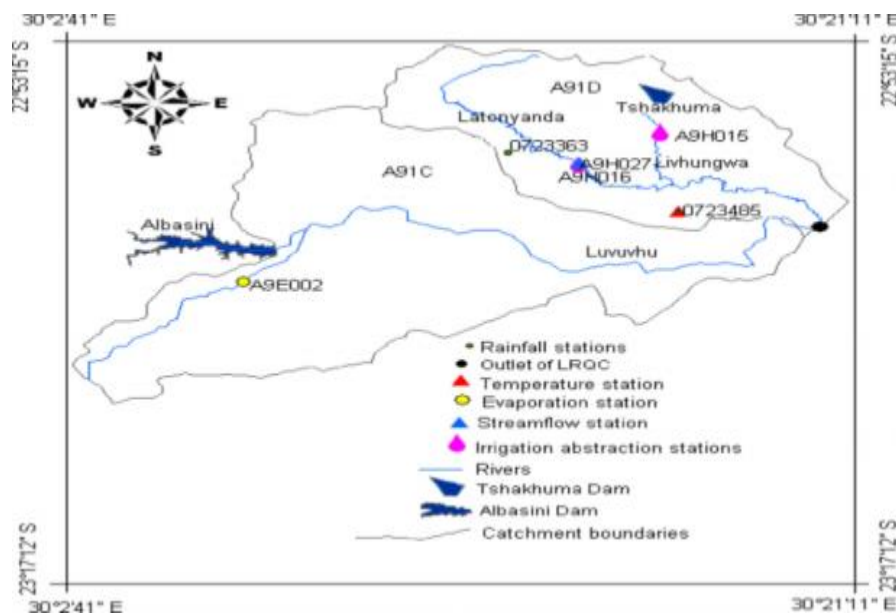 30°2'41" E
30°21'11" E
22°53'15" S
22°53'15" S
N
W
E
S
A91D
Tshakhuma
Latonyanda
A9H015
0723363
A9H027
Livhungwa
A9H016
A91C
0723485
Albasini
Luvuvhu
A9E002
Rainfall stations
Outlet of LRQC
Temperature station
Evaporation station
Streamflow station
Irrigation abstraction stations
Rivers
Tshakhuma Dam
Albasini Dam
Catchment boundaries
23°17'12" S
23°17'12" S
30°2'41" E
30°21'11" E